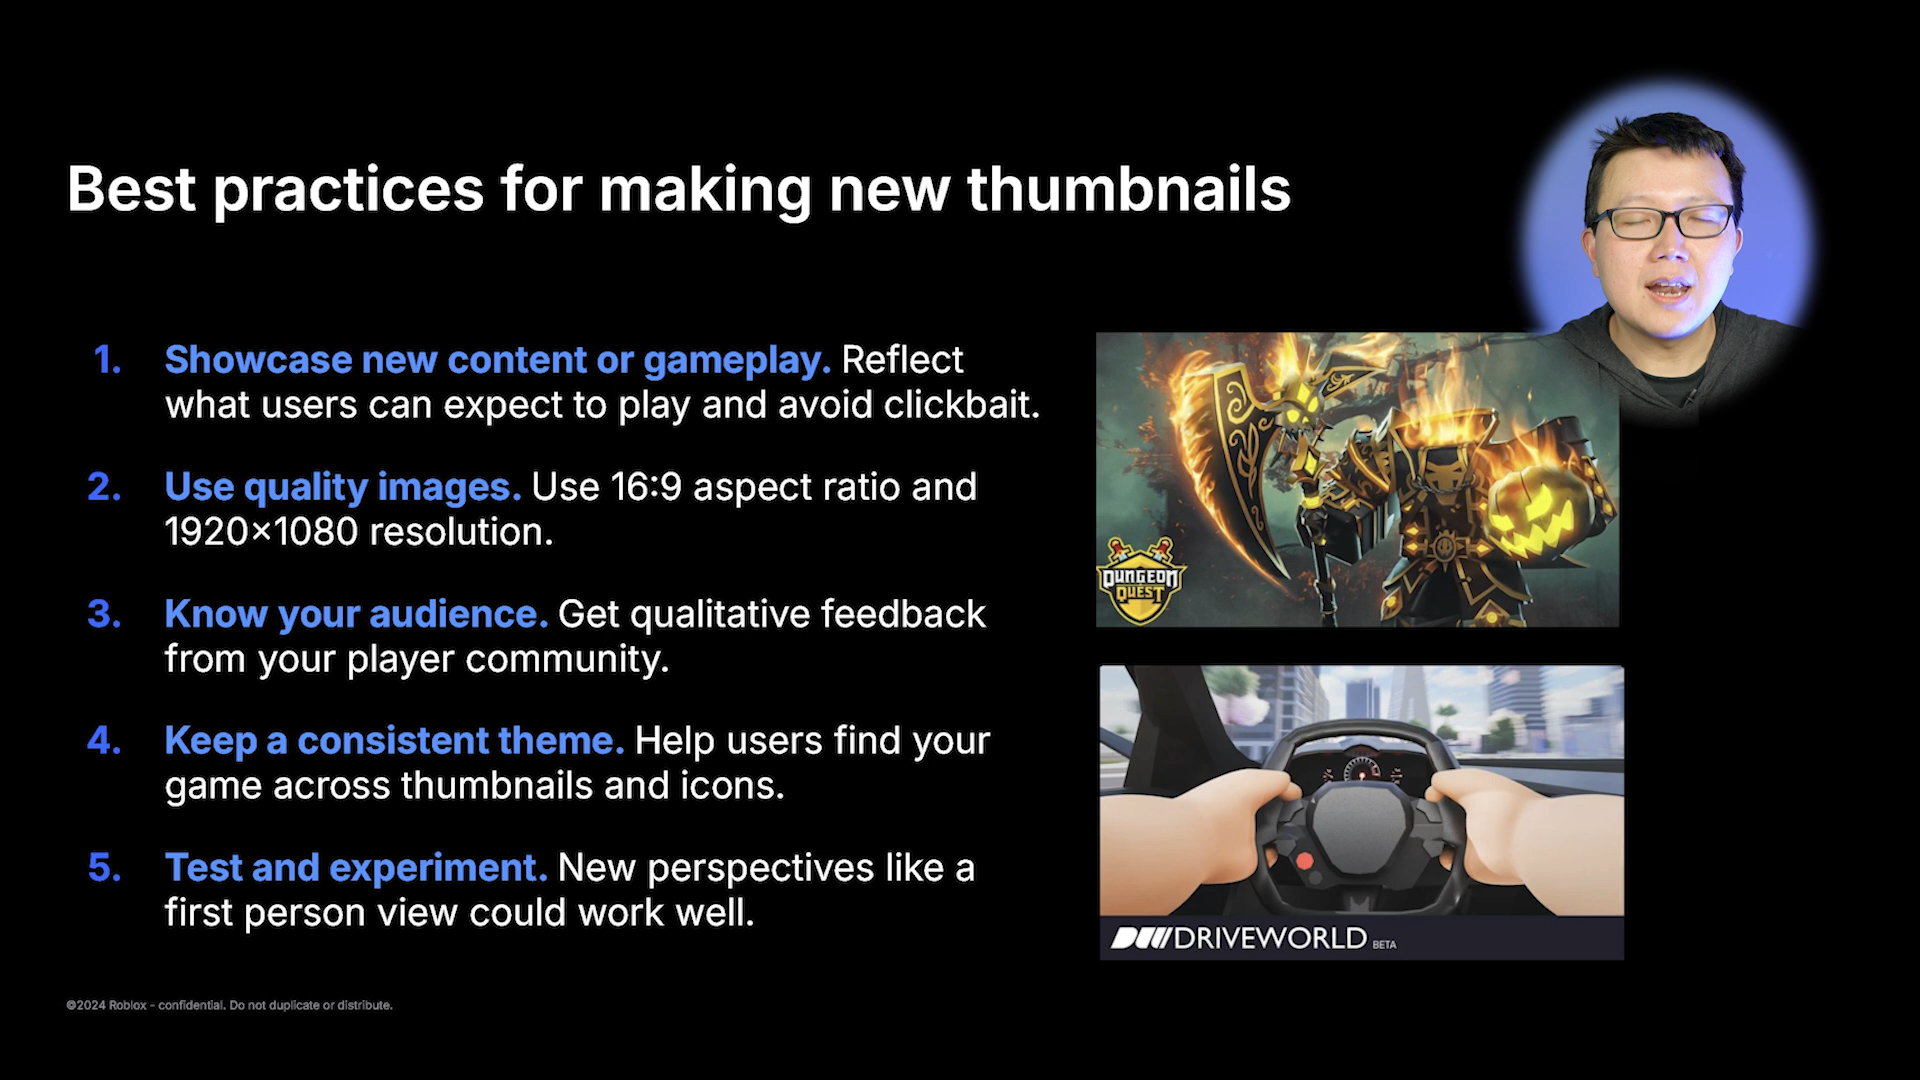 Best practices for making new thumbnails
1. Showcase new content or gameplay. Reflect
what users can expect to play and avoid clickbait.
2. Use quality images. Use 16:9 aspect ratio and
1920×1080 resolution.
3. Know your audience. Get qualitative feedback
from your player community.
4. Keep a consistent theme. Help users find your
game across thumbnails and icons.
5. Test and experiment. New perspectives like a
first person view could work well.
DUNGEON
QUEST
DW DRIVEWORLD BETA
©2024 Roblox - confidential. Do not duplicate or distribute.